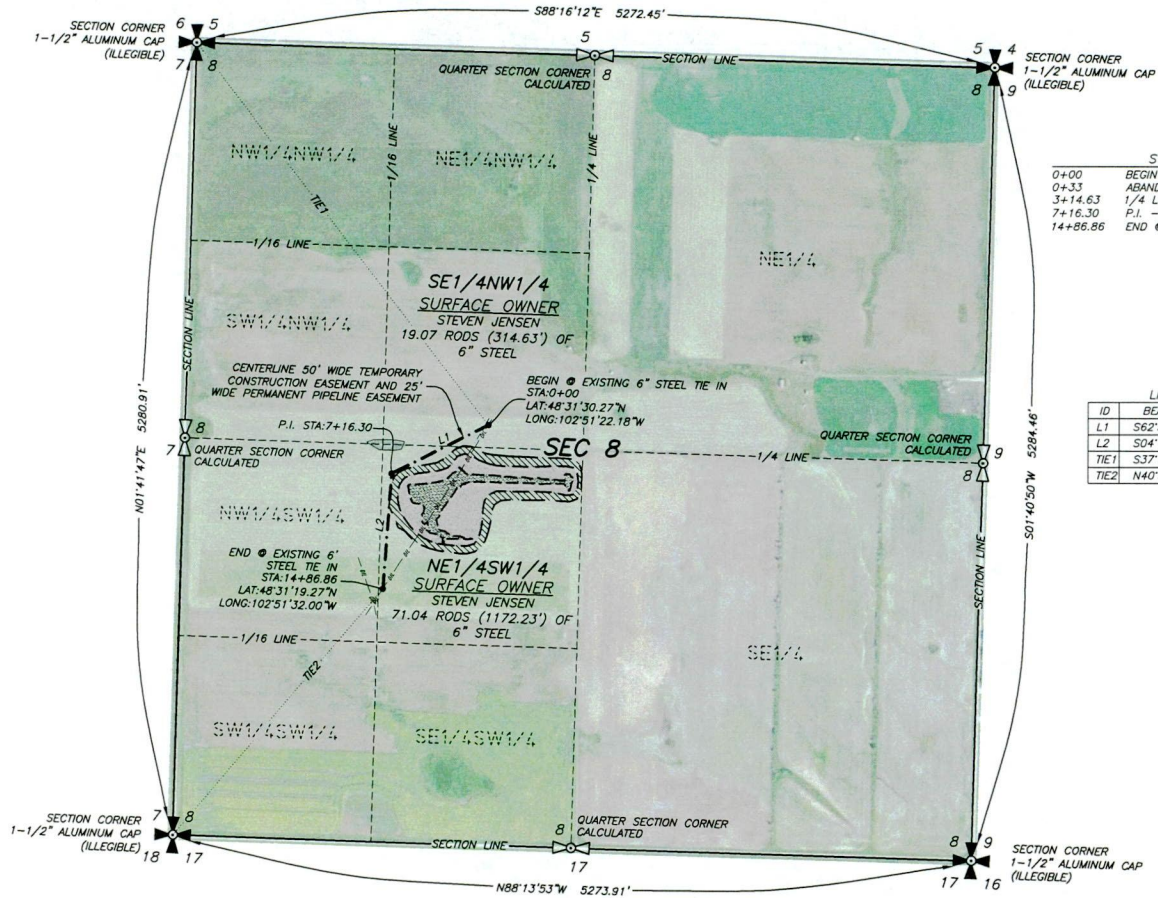 S88°16'12"E 5272.45'
SECTION CORNER
1-1/2" ALUMINUM CAP
(ILLEGIBLE)
6 5
7 8
5
8
QUARTER SECTION CORNER
CALCULATED
SECTION LINE
5 4
8 9
SECTION CORNER
1-1/2" ALUMINUM CAP
(ILLEGIBLE)
NW1/4NW1/4
NE1/4NW1/4
1/16 LINE
1/4 LINE
TIE1
1/16 LINE
NE1/4
0+00 BEGIN
0+33
3+14.63 1/4 L
7+16.30 P.I. -
14+86.86 END @
SE1/4NW1/4
SURFACE OWNER
STEVEN JENSEN
19.07 RODS (314.63') OF
6" STEEL
SW1/4NW1/4
SECTION LINE
CENTERLINE 50' WIDE TEMPORARY
CONSTRUCTION EASEMENT AND 25'
WIDE PERMANENT PIPELINE EASEMENT
BEGIN @ EXISTING 6" STEEL TIE IN
STA:0+00
LAT:48°31'30.27"N
LONG:102°51'22.18"W
P.I. STA:7+16.30
L1
SEC 8
N01°41'47"E 5280.91'
S01°40'50"W 5284.46'
8
7
QUARTER SECTION CORNER
CALCULATED
QUARTER SECTION CORNER
CALCULATED
1/4 LINE
9
8
ID BE
L1 S62°
L2 S04°
TIE1 S37°
TIE2 N40°
NW1/4SW1/4
L2
END @ EXISTING 6'
STEEL TIE IN
STA:14+86.86
LAT:48°31'19.27"N
LONG:102°51'32.00"W
NE1/4SW1/4
SURFACE OWNER
STEVEN JENSEN
71.04 RODS (1172.23') OF
6" STEEL
1/16 LINE
TIE2
SECTION LINE
SE1/4
SW1/4SW1/4
SE1/4SW1/4
SECTION CORNER
1-1/2" ALUMINUM CAP
(ILLEGIBLE)
7 8
18 17
SECTION LINE
8
17
QUARTER SECTION CORNER
CALCULATED
8 9
17 16
SECTION CORNER
1-1/2" ALUMINUM CAP
(ILLEGIBLE)
N88°13'53"W 5273.91'